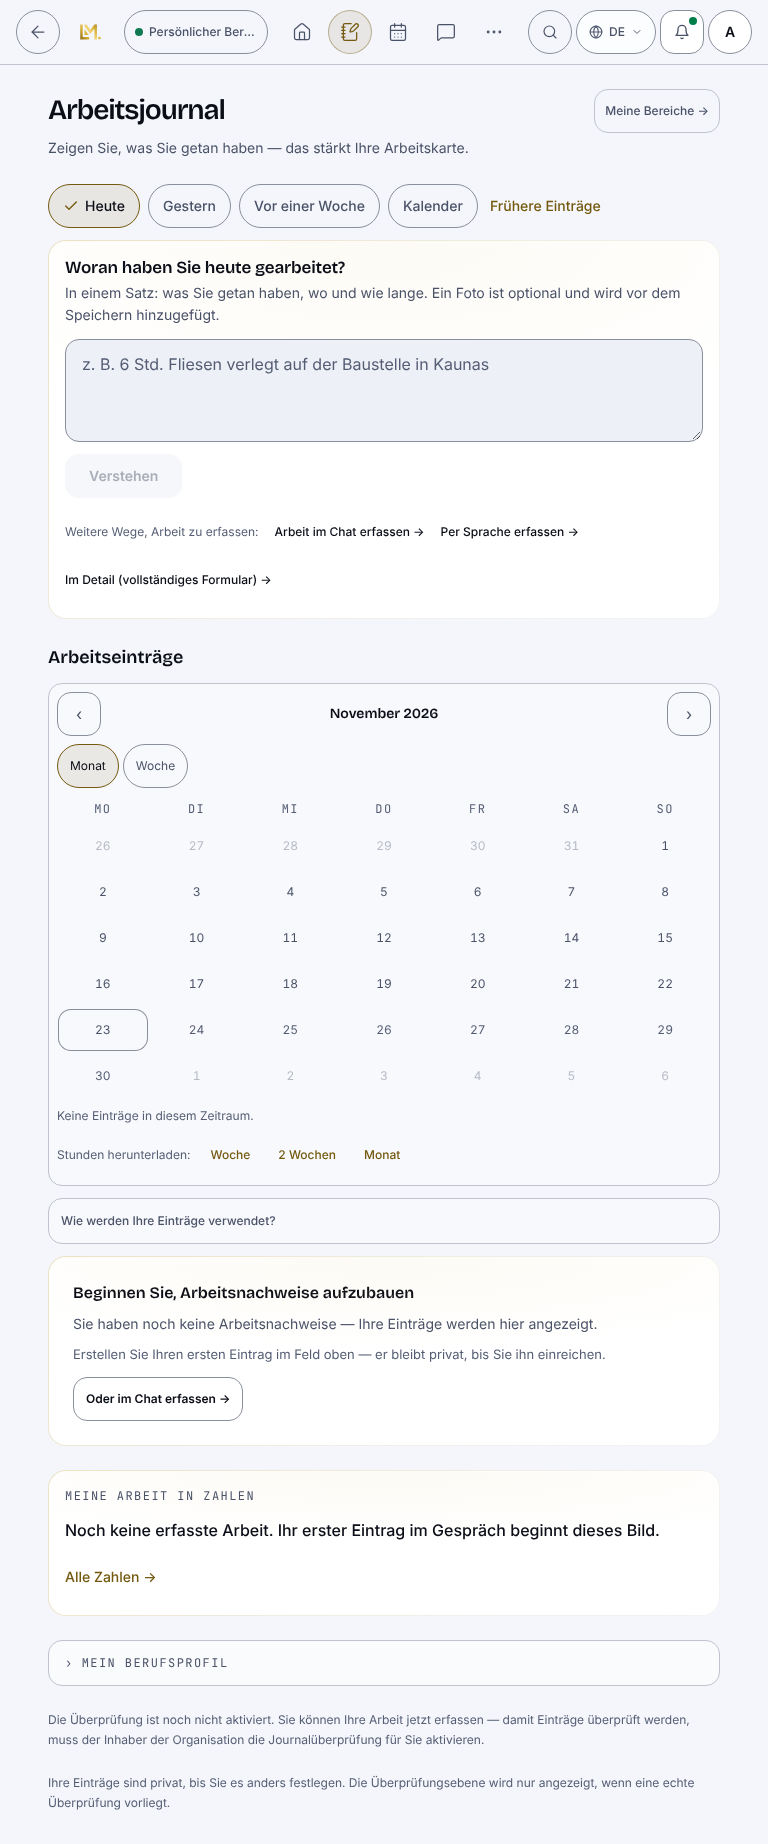 LM.
Persönlicher Ber...
DE
A
Arbeitsjournal
Meine Bereiche →
Zeigen Sie, was Sie getan haben — das stärkt Ihre Arbeitskarte.
Heute
Gestern
Vor einer Woche
Kalender
Frühere Einträge
Woran haben Sie heute gearbeitet?
In einem Satz: was Sie getan haben, wo und wie lange. Ein Foto ist optional und wird vor dem
Speichern hinzugefügt.
z. B. 6 Std. Fliesen verlegt auf der Baustelle in Kaunas
Verstehen
Weitere Wege, Arbeit zu erfassen: Arbeit im Chat erfassen → Per Sprache erfassen →
Im Detail (vollständiges Formular) →
Arbeitseinträge
‹ November 2026 ›
Monat Woche
MO DI MI DO FR SA SO
26 27 28 29 30 31 1
2 3 4 5 6 7 8
9 10 11 12 13 14 15
16 17 18 19 20 21 22
23 24 25 26 27 28 29
30 1 2 3 4 5 6
Keine Einträge in diesem Zeitraum.
Stunden herunterladen: Woche 2 Wochen Monat
Wie werden Ihre Einträge verwendet?
Beginnen Sie, Arbeitsnachweise aufzubauen
Sie haben noch keine Arbeitsnachweise — Ihre Einträge werden hier angezeigt.
Erstellen Sie Ihren ersten Eintrag im Feld oben — er bleibt privat, bis Sie ihn einreichen.
Oder im Chat erfassen →
MEINE ARBEIT IN ZAHLEN
Noch keine erfasste Arbeit. Ihr erster Eintrag im Gespräch beginnt dieses Bild.
Alle Zahlen →
› MEIN BERUFSPROFIL
Die Überprüfung ist noch nicht aktiviert. Sie können Ihre Arbeit jetzt erfassen — damit Einträge überprüft werden,
muss der Inhaber der Organisation die Journalüberprüfung für Sie aktivieren.
Ihre Einträge sind privat, bis Sie es anders festlegen. Die Überprüfungsebene wird nur angezeigt, wenn eine echte
Überprüfung vorliegt.